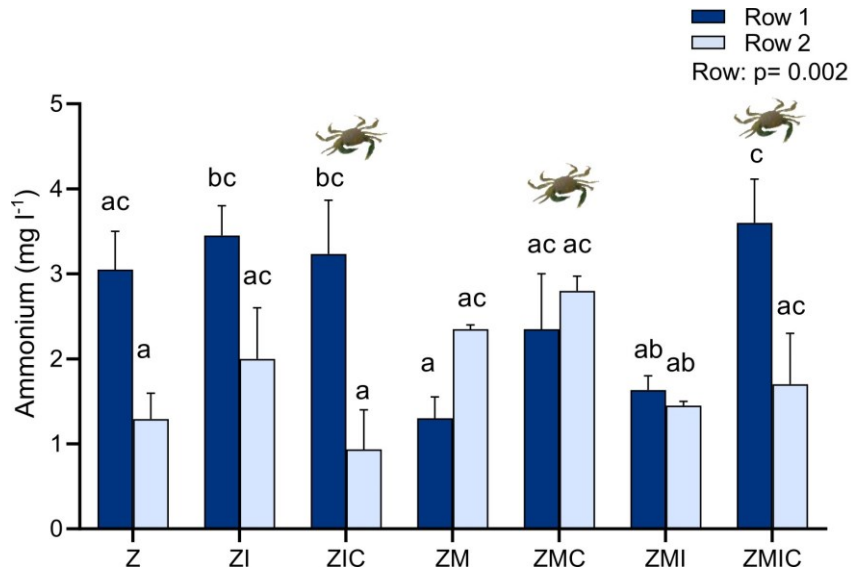 Row 1
Row 2
Row: p= 0.002
Ammonium (mg l⁻¹)
5
4
3
2
1
0
ac
a
bc
ac
bc
a
a
ac
ac ac
ab ab
c
ac
Z ZI ZIC ZM ZMC ZMI ZMIC